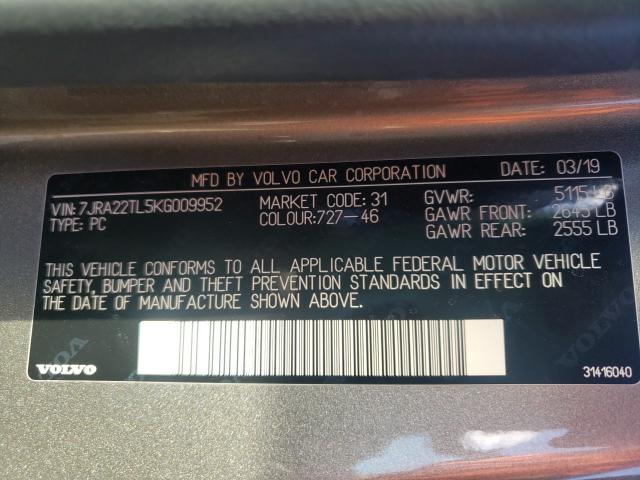 MFD BY VOLVO CAR CORPORATION DATE: 03/19
VIN: 7JRA22TL5KG009952 MARKET CODE: 31 GVWR: 5115 LB
TYPE: PC COLOUR: 727-46 GAWR FRONT: 2645 LB
GAWR REAR: 2555 LB
THIS VEHICLE CONFORMS TO ALL APPLICABLE FEDERAL MOTOR VEHICLE
SAFETY, BUMPER AND THEFT PREVENTION STANDARDS IN EFFECT ON
THE DATE OF MANUFACTURE SHOWN ABOVE.
VOLVO 31416040